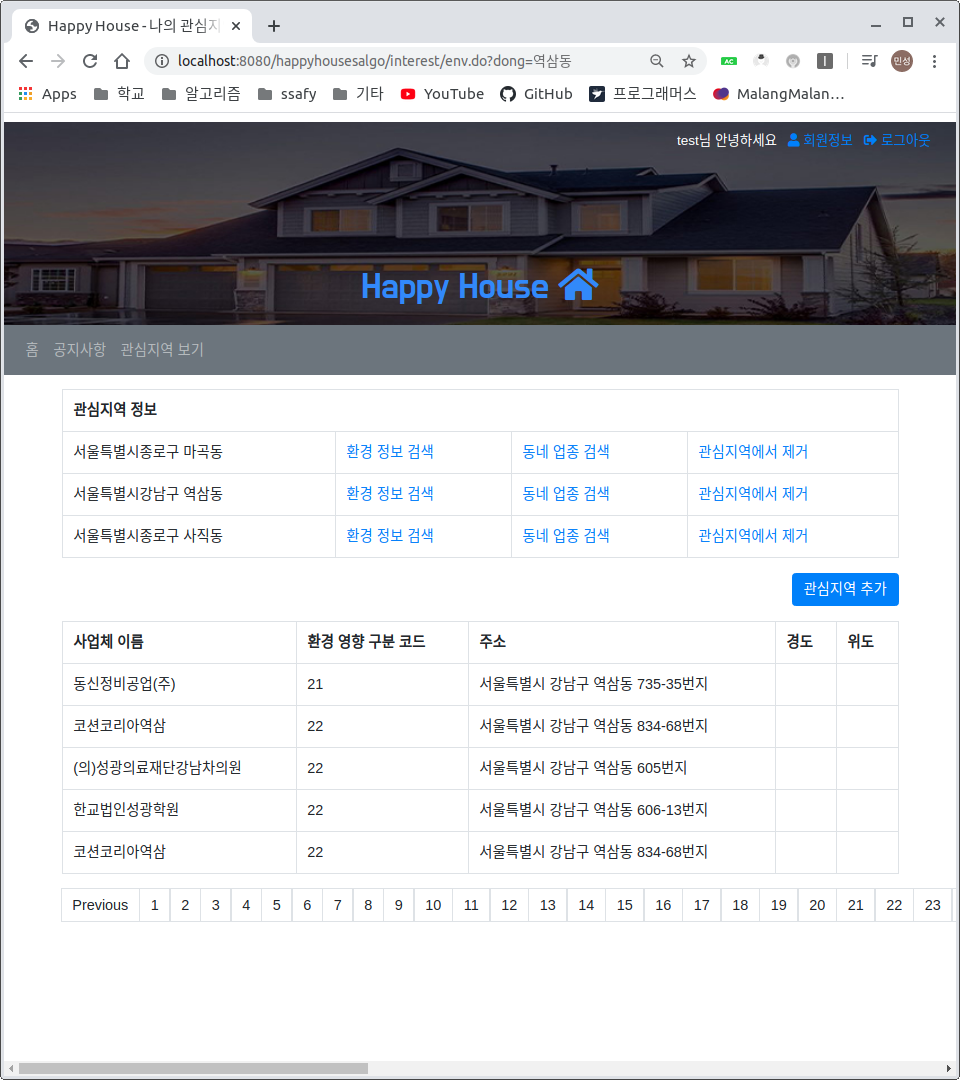 Happy House - 나의 관심지
localhost:8080/happyhousesalgo/interest/env.do?dong=역삼동
AC
민성
Apps 학교 알고리즘 ssafy 기타 YouTube GitHub 프로그래머스 MalangMalan...
test님 안녕하세요 회원정보 로그아웃
Happy House
홈 공지사항 관심지역 보기
관심지역 정보
서울특별시종로구 마곡동 환경 정보 검색 동네 업종 검색 관심지역에서 제거
서울특별시강남구 역삼동 환경 정보 검색 동네 업종 검색 관심지역에서 제거
서울특별시종로구 사직동 환경 정보 검색 동네 업종 검색 관심지역에서 제거
관심지역 추가
사업체 이름 환경 영향 구분 코드 주소 경도 위도
동신정비공업(주) 21 서울특별시 강남구 역삼동 735-35번지
코션코리아역삼 22 서울특별시 강남구 역삼동 834-68번지
(의)성광의료재단강남차의원 22 서울특별시 강남구 역삼동 605번지
한교법인성광학원 22 서울특별시 강남구 역삼동 606-13번지
코션코리아역삼 22 서울특별시 강남구 역삼동 834-68번지
Previous 1 2 3 4 5 6 7 8 9 10 11 12 13 14 15 16 17 18 19 20 21 22 23